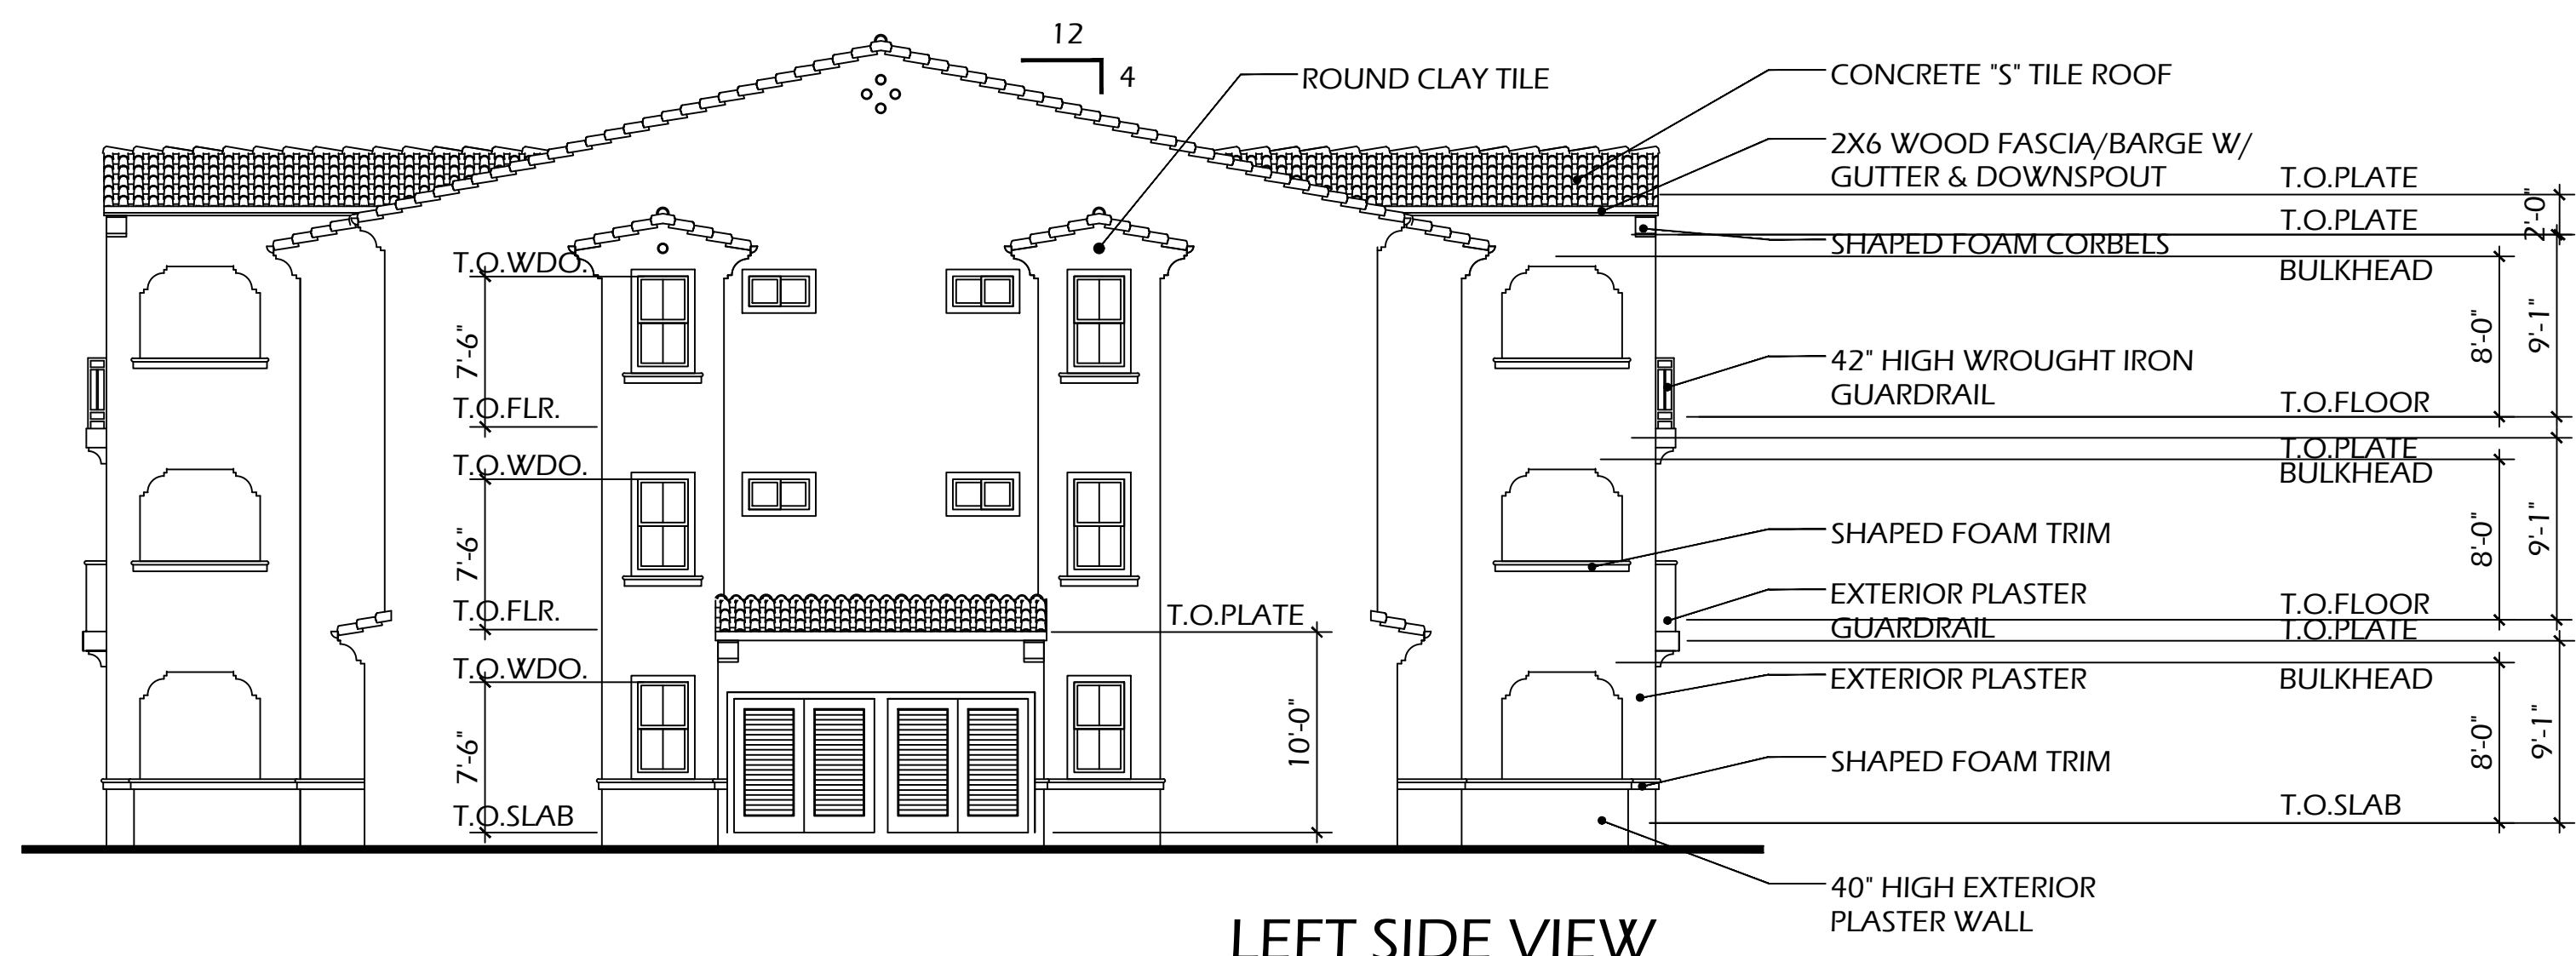 12
4
ROUND CLAY TILE
CONCRETE "S" TILE ROOF
2X6 WOOD FASCIA/BARGE W/
GUTTER & DOWNSPOUT
T.O.PLATE
2'-0"
T.O.PLATE
SHAPED FOAM CORBELS
BULKHEAD
T.O.WDO.
7'-6"
T.O.FLR.
8'-0"
9'-1"
42" HIGH WROUGHT IRON
GUARDRAIL
T.O.FLOOR
T.O.PLATE
BULKHEAD
T.O.WDO.
7'-6"
T.O.FLR.
8'-0"
9'-1"
SHAPED FOAM TRIM
EXTERIOR PLASTER
GUARDRAIL
T.O.FLOOR
T.O.PLATE
T.O.PLATE
10'-0"
T.O.WDO.
7'-6"
T.O.SLAB
EXTERIOR PLASTER
BULKHEAD
8'-0"
9'-1"
SHAPED FOAM TRIM
T.O.SLAB
40" HIGH EXTERIOR
PLASTER WALL
LEFT SIDE VIEW